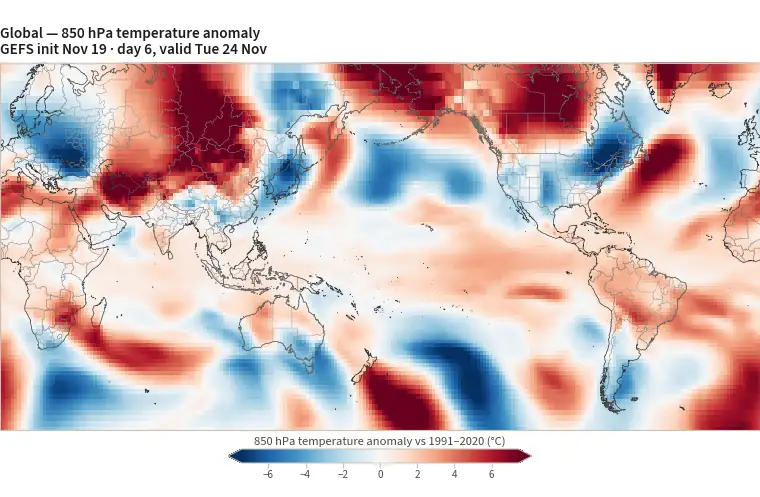 Global — 850 hPa temperature anomaly
GEFS init Nov 19 · day 6, valid Tue 24 Nov
850 hPa temperature anomaly vs 1991–2020 (°C)
−6 −4 −2 0 2 4 6